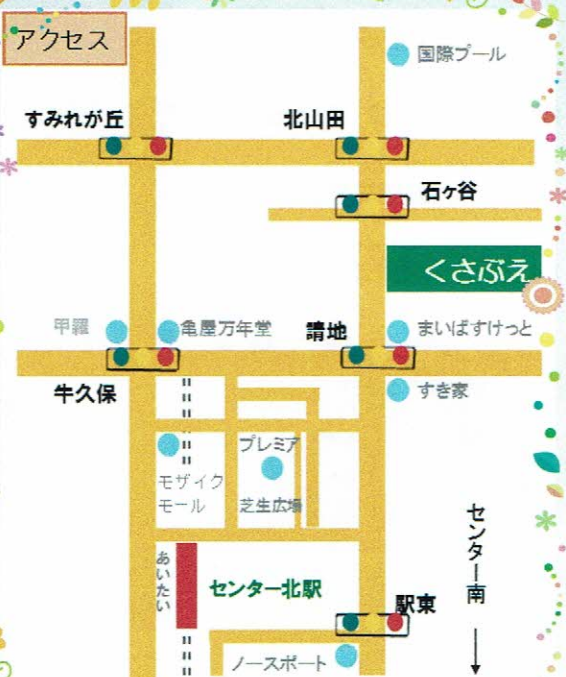 アクセス
国際プール
すみれが丘
北山田
石ヶ谷
くさぶえ
甲羅
亀屋万年堂
請地
まいばすけっと
牛久保
すき家
プレミア
モザイク
モール
芝生広場
あいたい
センター北駅
センター南
駅東
ノースポート